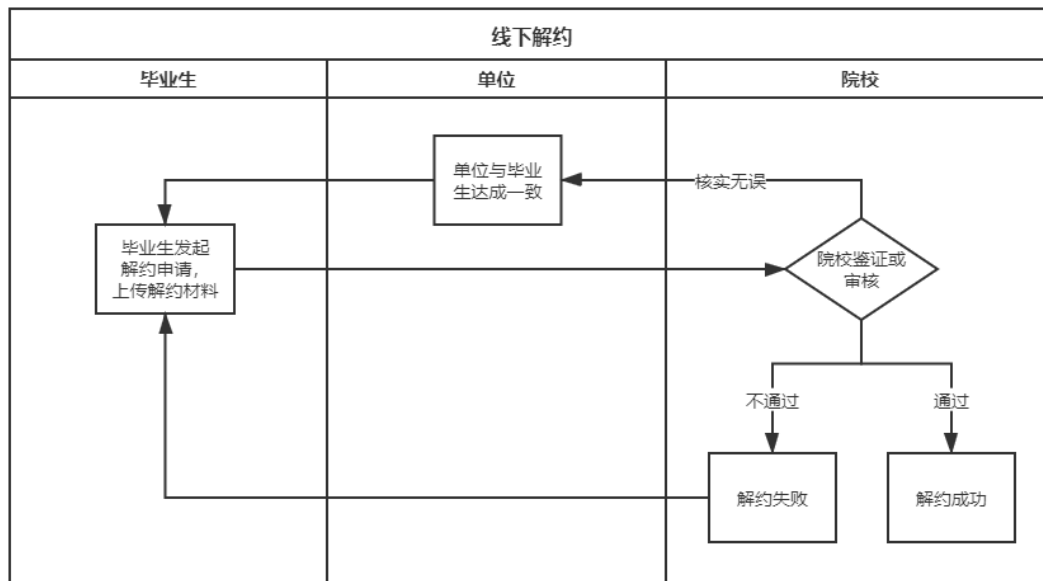 线下解约
毕业生
单位
院校
单位与毕业
生达成一致
核实无误
毕业生发起
解约申请，
上传解约材料
院校鉴证或
审核
不通过
通过
解约失败
解约成功